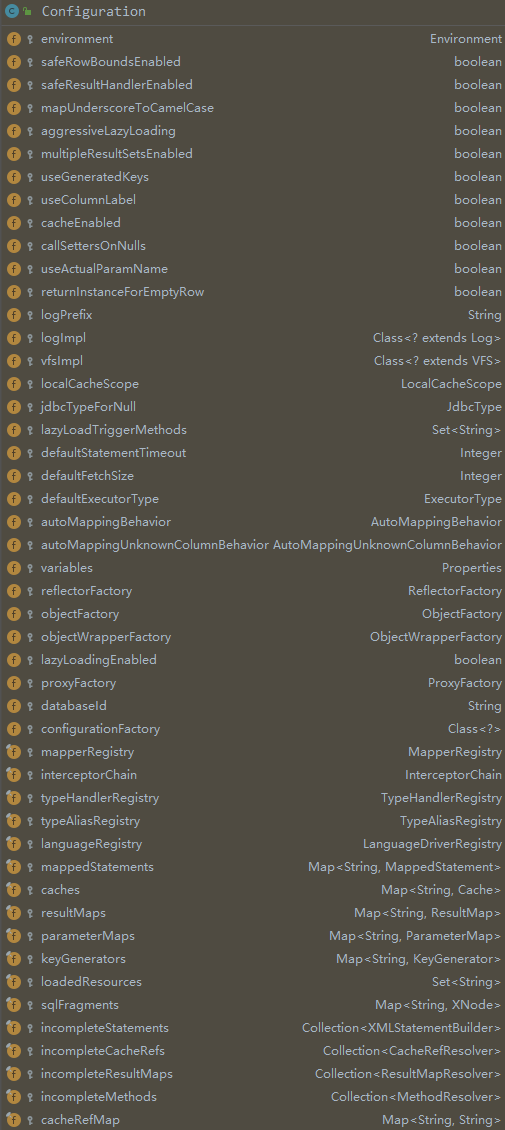 Configuration
environment Environment
safeRowBoundsEnabled boolean
safeResultHandlerEnabled boolean
mapUnderscoreToCamelCase boolean
aggressiveLazyLoading boolean
multipleResultSetsEnabled boolean
useGeneratedKeys boolean
useColumnLabel boolean
cacheEnabled boolean
callSettersOnNulls boolean
useActualParamName boolean
returnInstanceForEmptyRow boolean
logPrefix String
logImpl Class<? extends Log>
vfsImpl Class<? extends VFS>
localCacheScope LocalCacheScope
jdbcTypeForNull JdbcType
lazyLoadTriggerMethods Set<String>
defaultStatementTimeout Integer
defaultFetchSize Integer
defaultExecutorType ExecutorType
autoMappingBehavior AutoMappingBehavior
autoMappingUnknownColumnBehavior AutoMappingUnknownColumnBehavior
variables Properties
reflectorFactory ReflectorFactory
objectFactory ObjectFactory
objectWrapperFactory ObjectWrapperFactory
lazyLoadingEnabled boolean
proxyFactory ProxyFactory
databaseId String
configurationFactory Class<?>
mapperRegistry MapperRegistry
interceptorChain InterceptorChain
typeHandlerRegistry TypeHandlerRegistry
typeAliasRegistry TypeAliasRegistry
languageRegistry LanguageDriverRegistry
mappedStatements Map<String, MappedStatement>
caches Map<String, Cache>
resultMaps Map<String, ResultMap>
parameterMaps Map<String, ParameterMap>
keyGenerators Map<String, KeyGenerator>
loadedResources Set<String>
sqlFragments Map<String, XNode>
incompleteStatements Collection<XMLStatementBuilder>
incompleteCacheRefs Collection<CacheRefResolver>
incompleteResultMaps Collection<ResultMapResolver>
incompleteMethods Collection<MethodResolver>
cacheRefMap Map<String, String>